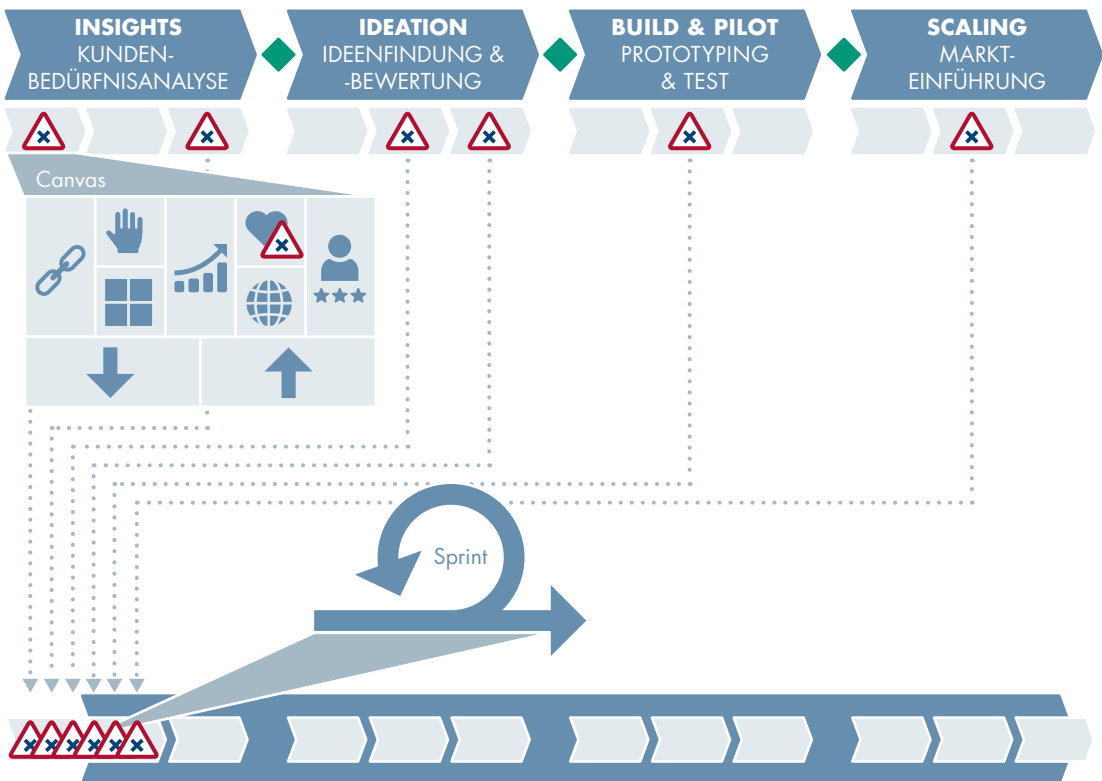 INSIGHTS
KUNDEN-
BEDÜRFNISANALYSE
IDEATION
IDEENFINDUNG &
-BEWERTUNG
BUILD & PILOT
PROTOTYPING
& TEST
SCALING
MARKT-
EINFÜHRUNG
Canvas
Sprint